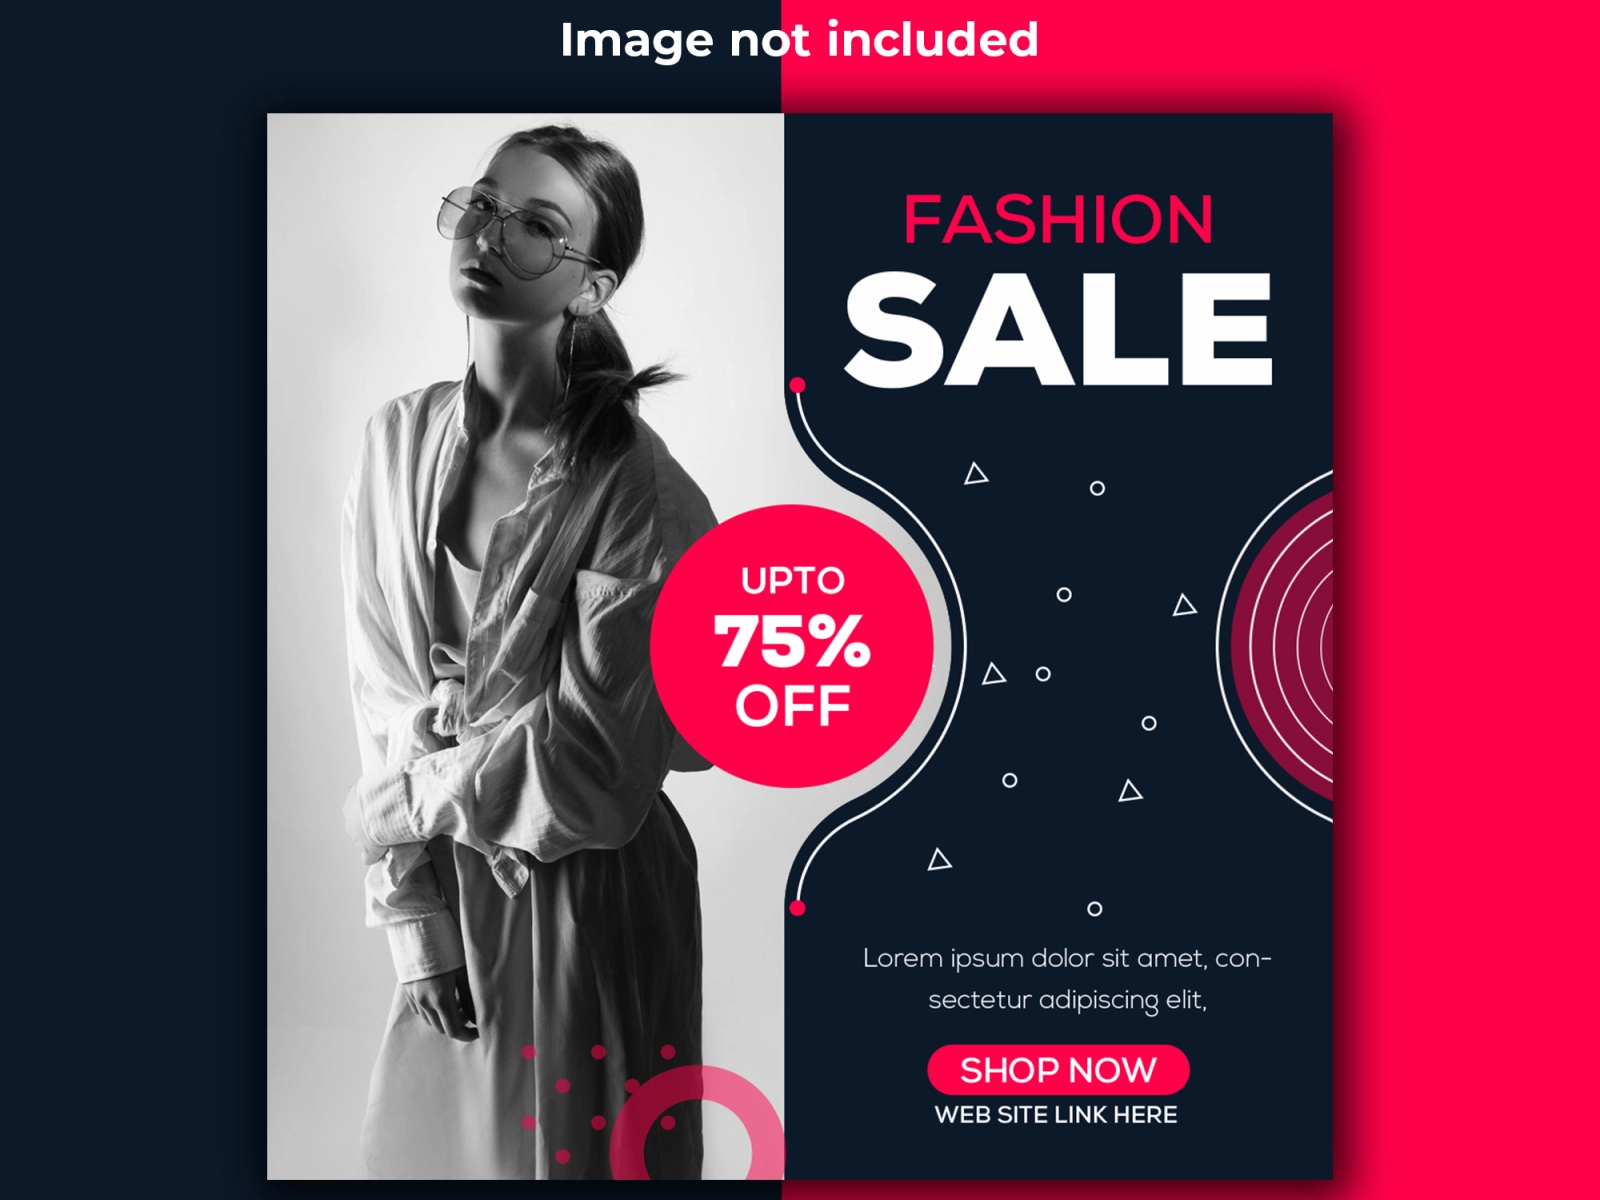 Image not included
FASHION
SALE
UPTO
75%
OFF
Lorem ipsum dolor sit amet, con-
sectetur adipiscing elit,
SHOP NOW
WEB SITE LINK HERE